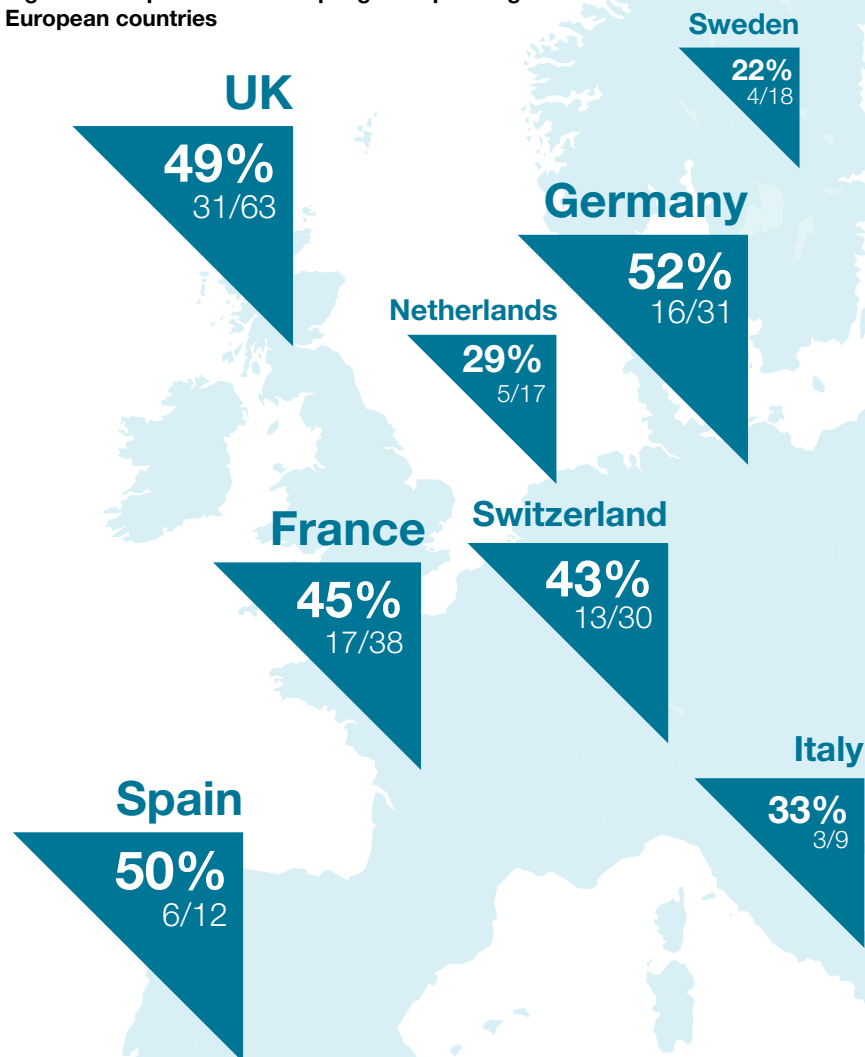 European countries
Sweden
22%
4/18
UK
49%
31/63
Germany
52%
16/31
Netherlands
29%
5/17
Switzerland
43%
13/30
France
45%
17/38
Italy
33%
3/9
Spain
50%
6/12